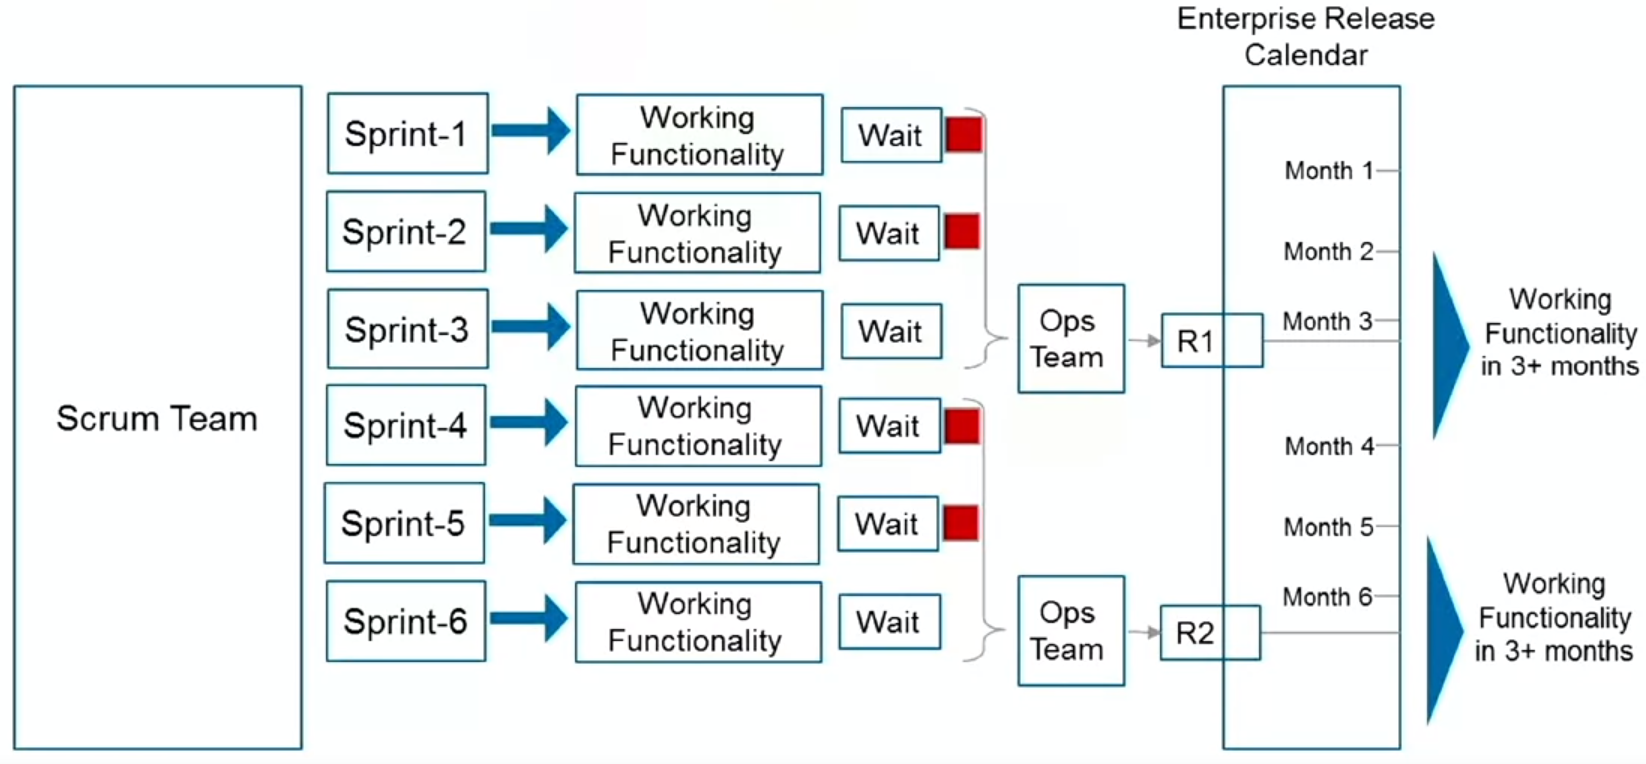 Enterprise Release
Calendar
Scrum Team
Sprint-1
Working
Functionality
Wait
Sprint-2
Working
Functionality
Wait
Sprint-3
Working
Functionality
Wait
Sprint-4
Working
Functionality
Wait
Sprint-5
Working
Functionality
Wait
Sprint-6
Working
Functionality
Wait
Ops
Team
R1
Ops
Team
R2
Month 1
Month 2
Month 3
Month 4
Month 5
Month 6
Working
Functionality
in 3+ months
Working
Functionality
in 3+ months